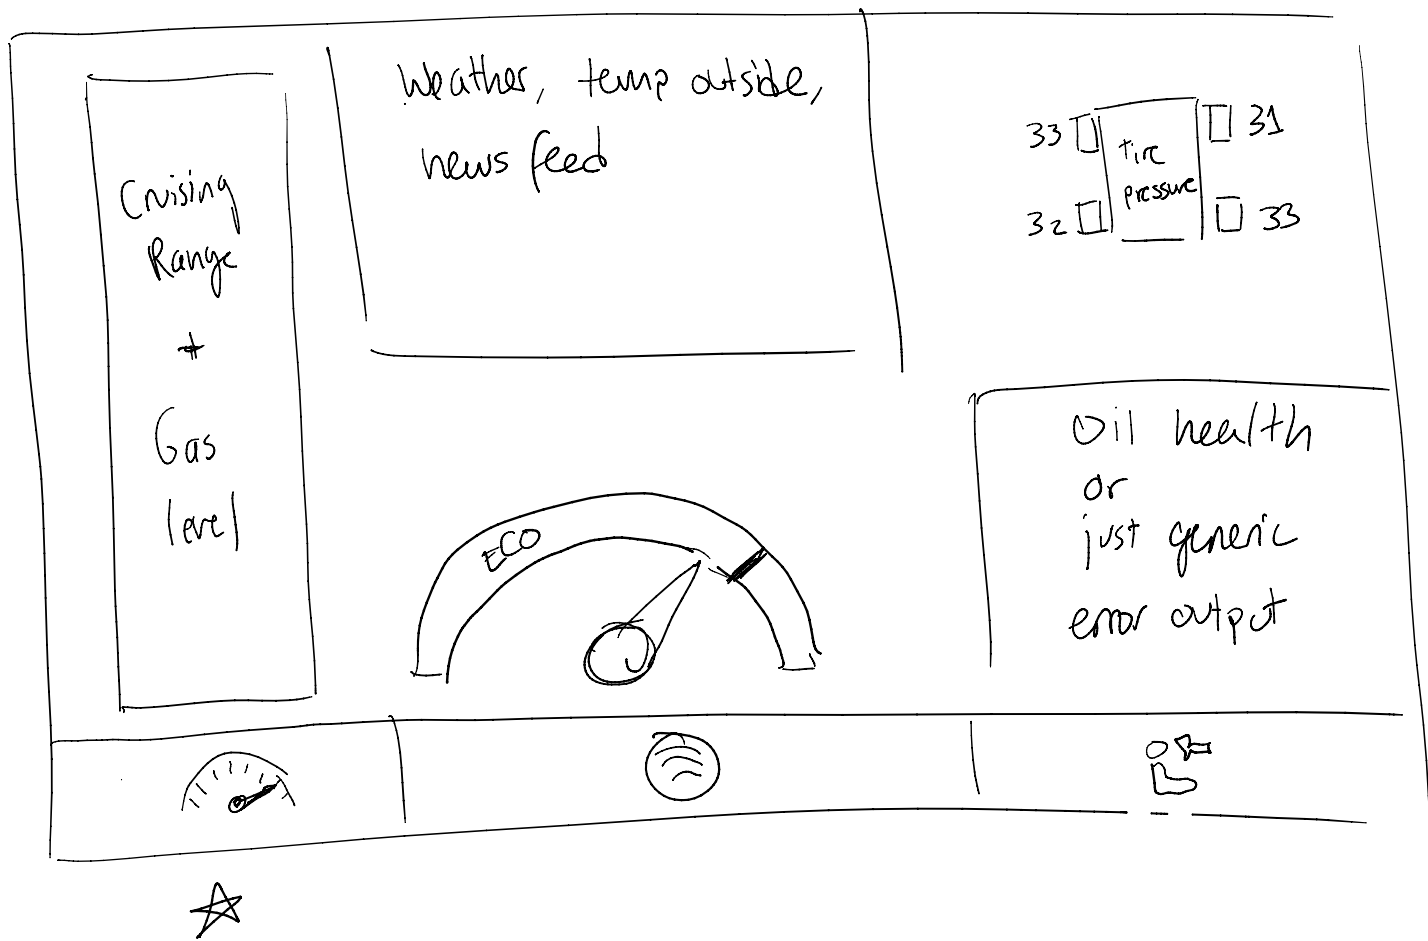 Cruising
Range
+
Gas
level
Weather, temp outside,
news feed
33
31
tire
pressure
32
33
ECO
Oil health
or
just generic
error output